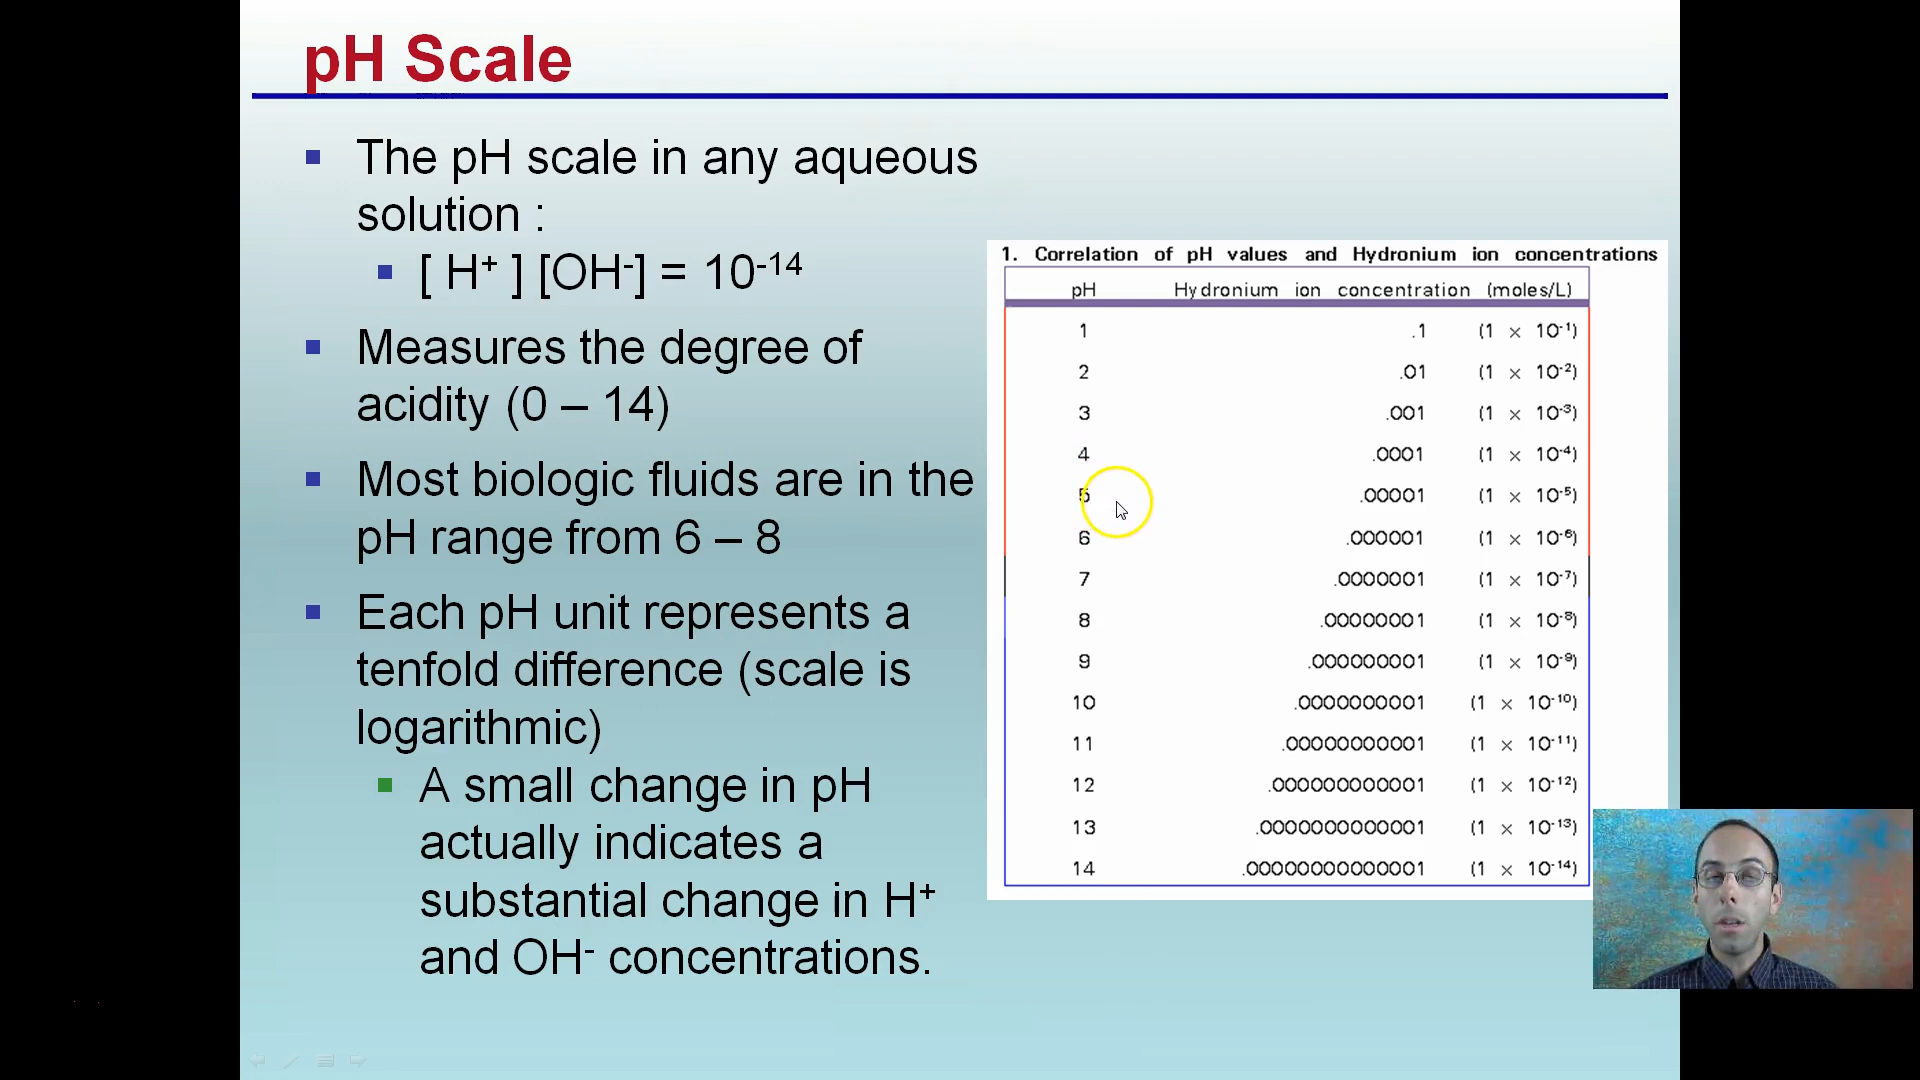 pH Scale
The pH scale in any aqueous
solution :
[ H⁺ ] [OH⁻] = 10⁻¹⁴
Measures the degree of
acidity (0 – 14)
Most biologic fluids are in the
pH range from 6 – 8
Each pH unit represents a
tenfold difference (scale is
logarithmic)
A small change in pH
actually indicates a
substantial change in H⁺
and OH⁻ concentrations.
1. Correlation of pH values and Hydronium ion concentrations
pH Hydronium ion concentration (moles/L)
1 .1 (1 × 10⁻¹)
2 .01 (1 × 10⁻²)
3 .001 (1 × 10⁻³)
4 .0001 (1 × 10⁻⁴)
5 .00001 (1 × 10⁻⁵)
6 .000001 (1 × 10⁻⁶)
7 .0000001 (1 × 10⁻⁷)
8 .00000001 (1 × 10⁻⁸)
9 .000000001 (1 × 10⁻⁹)
10 .0000000001 (1 × 10⁻¹⁰)
11 .00000000001 (1 × 10⁻¹¹)
12 .000000000001 (1 × 10⁻¹²)
13 .0000000000001 (1 × 10⁻¹³)
14 .00000000000001 (1 × 10⁻¹⁴)